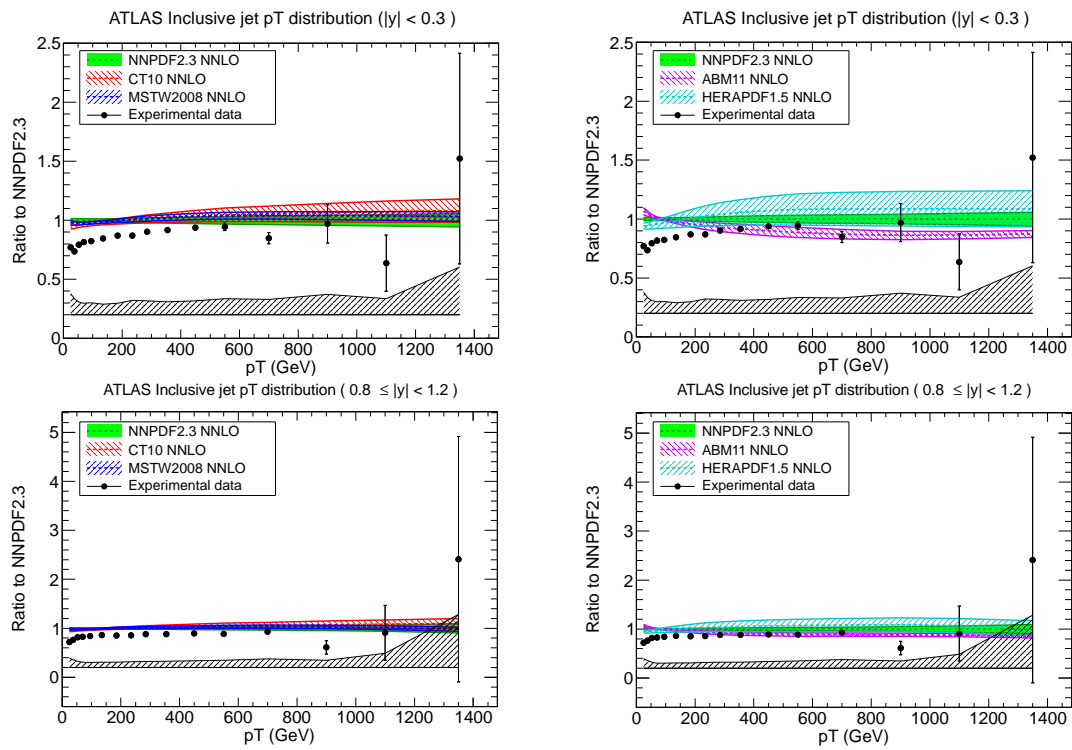 ATLAS Inclusive jet pT distribution (|y| < 0.3)
Ratio to NNPDF2.3
2.5
2
1.5
1
0.5
0
NNPDF2.3 NNLO
CT10 NNLO
MSTW2008 NNLO
Experimental data
0 200 400 600 800 1000 1200 1400
pT (GeV)
ATLAS Inclusive jet pT distribution (|y| < 0.3)
Ratio to NNPDF2.3
2.5
2
1.5
1
0.5
0
NNPDF2.3 NNLO
ABM11 NNLO
HERAPDF1.5 NNLO
Experimental data
0 200 400 600 800 1000 1200 1400
pT (GeV)
ATLAS Inclusive jet pT distribution ( 0.8 ≤ |y| < 1.2 )
Ratio to NNPDF2.3
5
4
3
2
1
0
NNPDF2.3 NNLO
CT10 NNLO
MSTW2008 NNLO
Experimental data
0 200 400 600 800 1000 1200 1400
pT (GeV)
ATLAS Inclusive jet pT distribution ( 0.8 ≤ |y| < 1.2 )
Ratio to NNPDF2.3
5
4
3
2
1
0
NNPDF2.3 NNLO
ABM11 NNLO
HERAPDF1.5 NNLO
Experimental data
0 200 400 600 800 1000 1200 1400
pT (GeV)